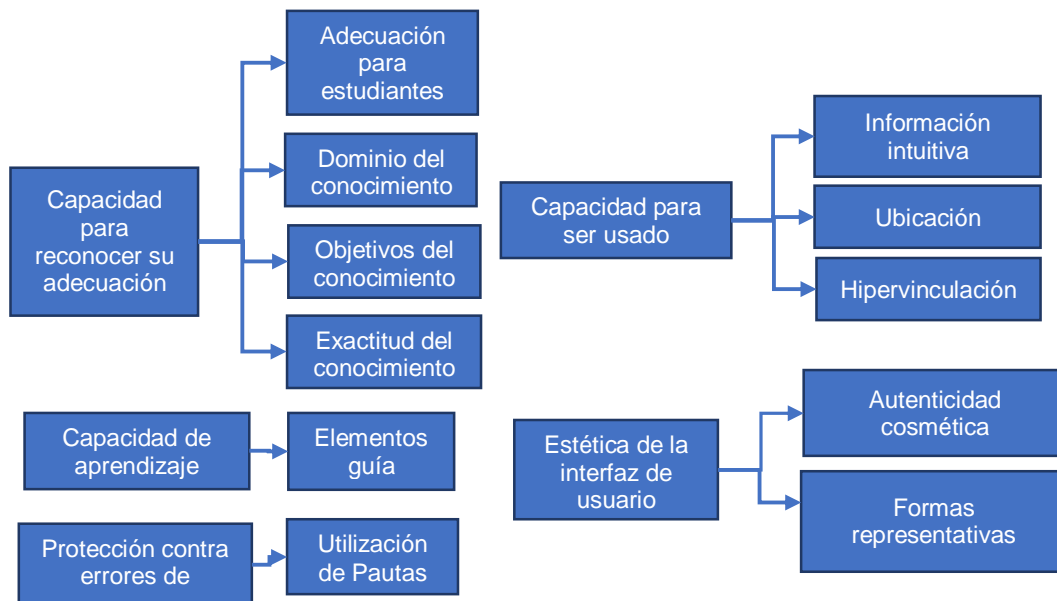 Capacidad
para
reconocer su
adecuación
Adecuación
para
estudiantes
Dominio del
conocimiento
Objetivos del
conocimiento
Exactitud del
conocimiento
Capacidad de
aprendizaje
Elementos
guía
Protección contra
errores de
Utilización
de Pautas
Capacidad para
ser usado
Información
intuitiva
Ubicación
Hipervinculación
Estética de la
interfaz de
usuario
Autenticidad
cosmética
Formas
representativas